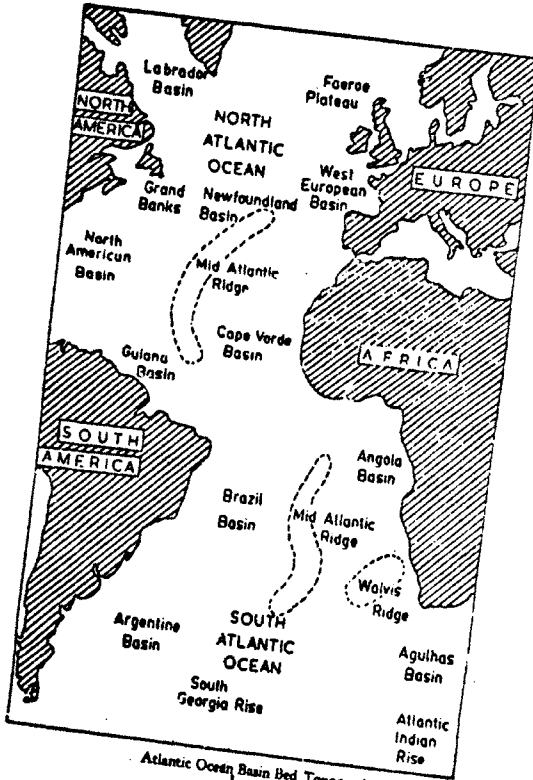 Labrador
Basin
Faeroe
Plateau
NORTH
AMERICA
NORTH
ATLANTIC
OCEAN
West
European
Basin
EUROPE
Grand
Banks
Newfoundland
Basin
North
American
Basin
Mid Atlantic
Ridge
Cape Verde
Basin
Guiana
Basin
AFRICA
SOUTH
AMERICA
Angola
Basin
Brazil
Basin
Mid Atlantic
Ridge
Walvis
Ridge
Argentine
Basin
SOUTH
ATLANTIC
OCEAN
Agulhas
Basin
South
Georgia Rise
Atlantic
Indian
Rise
Atlantic Ocean Basin Bed